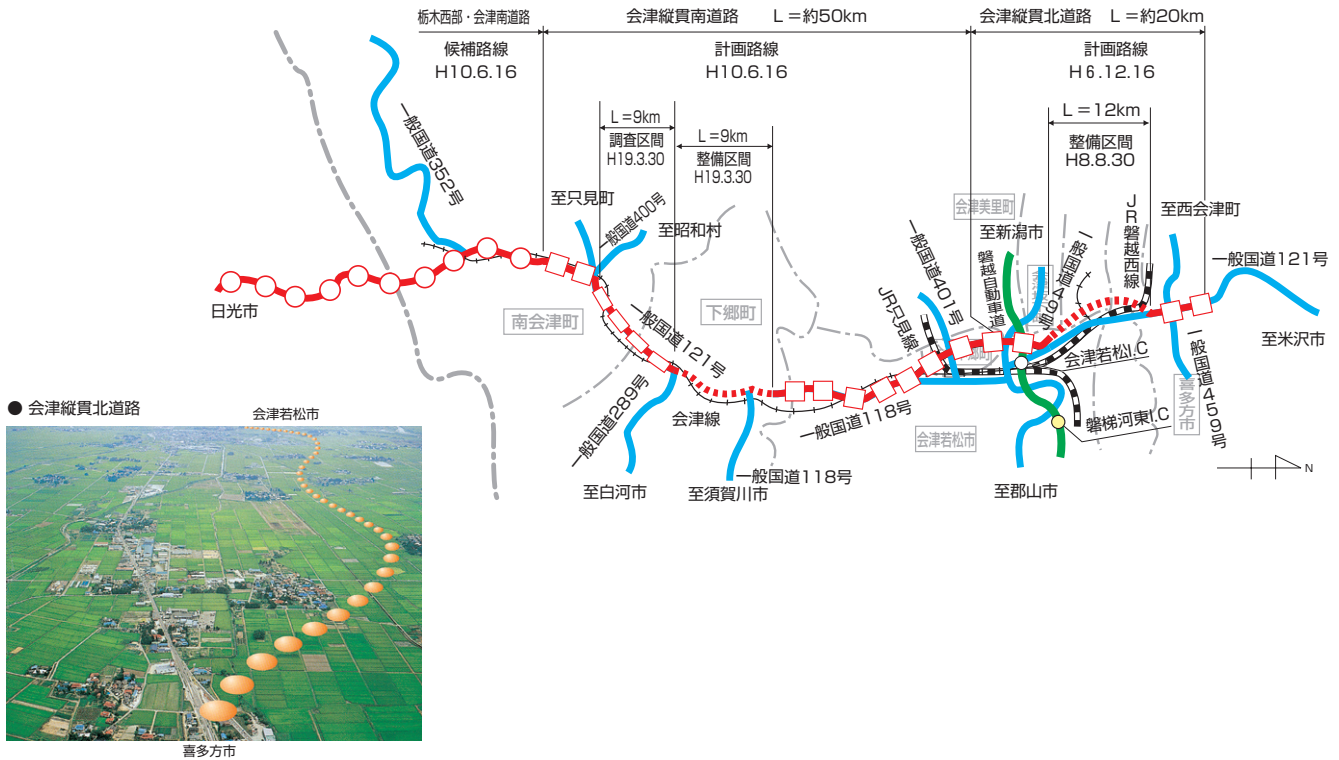 栃木西部・会津南道路
会津縦貫南道路 L=約50km
会津縦貫北道路 L=約20km
候補路線
H10.6.16
計画路線
H10.6.16
計画路線
H6.12.16
L=9km
調査区間
H19.3.30
L=9km
整備区間
H19.3.30
L=12km
整備区間
H8.8.30
一般国道352号
至只見町
一般国道400号
至昭和村
会津美里町
至新潟市
磐越自動車道
JR磐越西線
至西会津町
一般国道121号
日光市
南会津町
下郷町
一般国道121号
一般国道401号
JR只見線
会津若松I.C
至米沢市
一般国道289号
会津線
一般国道118号
会津若松市
磐梯河東I.C
喜多方市
一般国道459号
至白河市
至須賀川市
一般国道118号
至郡山市
N
● 会津縦貫北道路
会津若松市
喜多方市